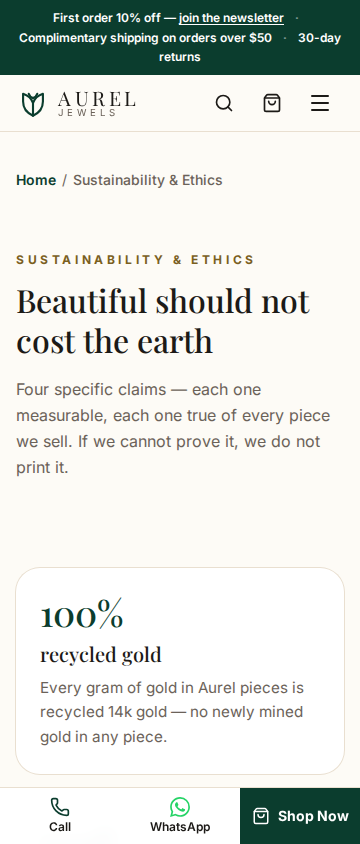 First order 10% off — join the newsletter ·
Complimentary shipping on orders over $50 · 30-day
returns
AUREL
JEWELS
Home / Sustainability & Ethics
SUSTAINABILITY & ETHICS
Beautiful should not
cost the earth
Four specific claims — each one
measurable, each one true of every piece
we sell. If we cannot prove it, we do not
print it.
100%
recycled gold
Every gram of gold in Aurel pieces is
recycled 14k gold — no newly mined
gold in any piece.
Call
WhatsApp
Shop Now